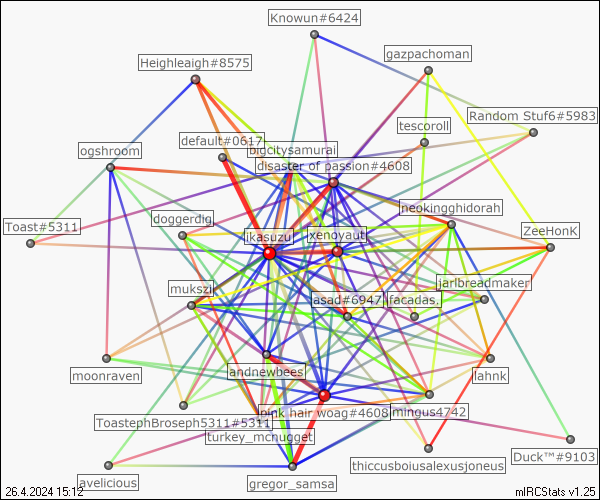 Knowun#6424
gazpachoman
Heighleigh#8575
Random Stuf6#5983
tescoroll
default#0617
bigcitysamurai
ogshroom
disaster of passion#4608
neokingghidorah
doggerdig
Toast#5311
ikasuzu
xenoyaut
ZeeHonK
jarlbreadmaker
mukszi
asad#6947
facadas.
moonraven
andnewbees
lahnk
pink hair woag#4608
mingus4742
ToastephBroseph5311#5311
turkey_mcnugget
Duck™#9103
thiccusboiusalexusjoneus
avelicious
gregor_samsa
26.4.2024 15:12
mIRCStats v1.25